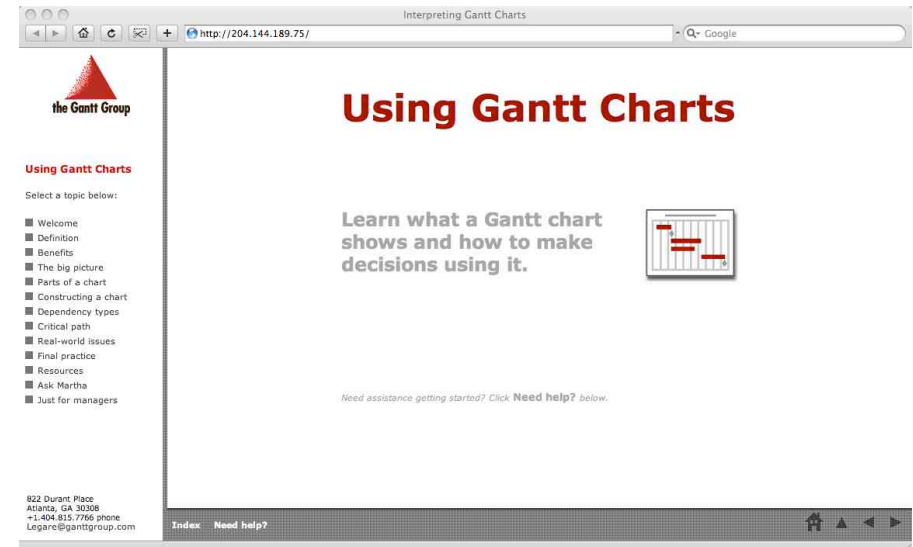 Interpreting Gantt Charts
http://204.144.189.75/
Google
the Gantt Group
Using Gantt Charts
Select a topic below:
Welcome
Definition
Benefits
The big picture
Parts of a chart
Constructing a chart
Dependency types
Critical path
Real-world issues
Final practice
Resources
Ask Martha
Just for managers
822 Durant Place
Atlanta, GA 30308
+1.404.815.7766 phone
Legare@ganttgroup.com
Using Gantt Charts
Learn what a Gantt chart
shows and how to make
decisions using it.
Need assistance getting started? Click Need help? below.
Index Need help?